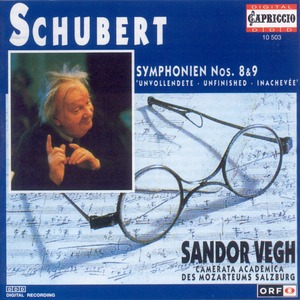 SCHUBERT
DIGITAL
CAPRICCIO
DIGITAL
10 503
SYMPHONIEN Nos. 8&9
"UNVOLLENDETE · UNFINISHED · INACHEVÉE"
SANDOR VEGH
CAMERATA ACADEMICA
DES MOZARTEUMS SALZBURG
DIGITAL RECORDING
ORF